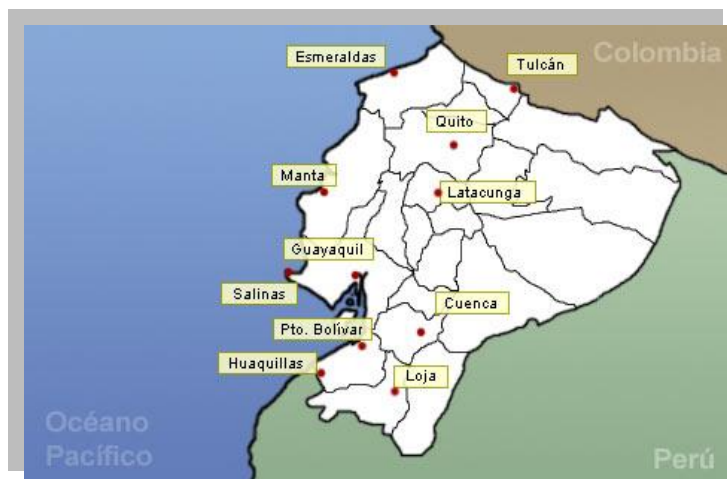 Colombia
Esmeraldas
Tulcán
Quito
Manta
Latacunga
Guayaquil
Salinas
Cuenca
Pto. Bolívar
Huaquillas
Loja
Océano
Pacífico
Perú